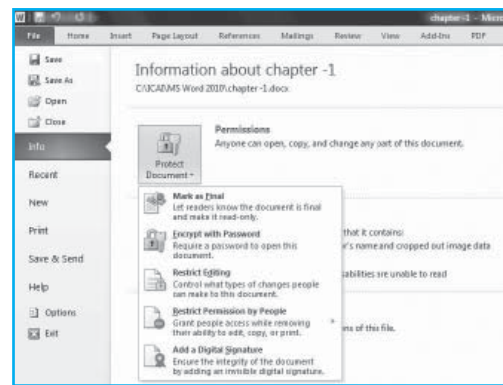 chapter -1 - Micro
File Home Insert Page Layout References Mailings Review View Add-Ins PDF
Save
Save As
Open
Close
Info
Recent
New
Print
Save & Send
Help
Options
Exit
Information about chapter -1
C:\ICAI\MS Word 2010\chapter -1.docx
Protect
Document
Permissions
Anyone can open, copy, and change any part of this document.
Mark as Final
Let readers know the document is final
and make it read-only.
Encrypt with Password
Require a password to open this
document.
Restrict Editing
Control what types of changes people
can make to this document.
Restrict Permission by People
Grant people access while removing
their ability to edit, copy, or print.
Add a Digital Signature
Ensure the integrity of the document
by adding an invisible digital signature.
that it contains:
r's name and cropped out image data
sabilities are unable to read
ns of this file.